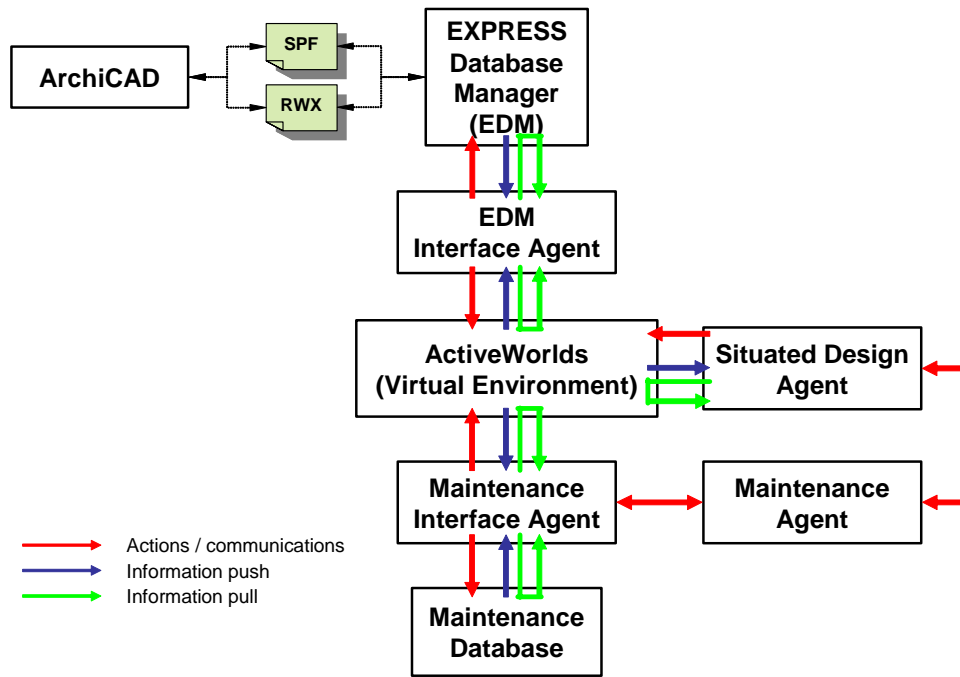 ArchiCAD
SPF
RWX
EXPRESS
Database
Manager
(EDM)
EDM
Interface Agent
ActiveWorlds
(Virtual Environment)
Situated Design
Agent
Maintenance
Interface Agent
Maintenance
Agent
Actions / communications
Information push
Information pull
Maintenance
Database